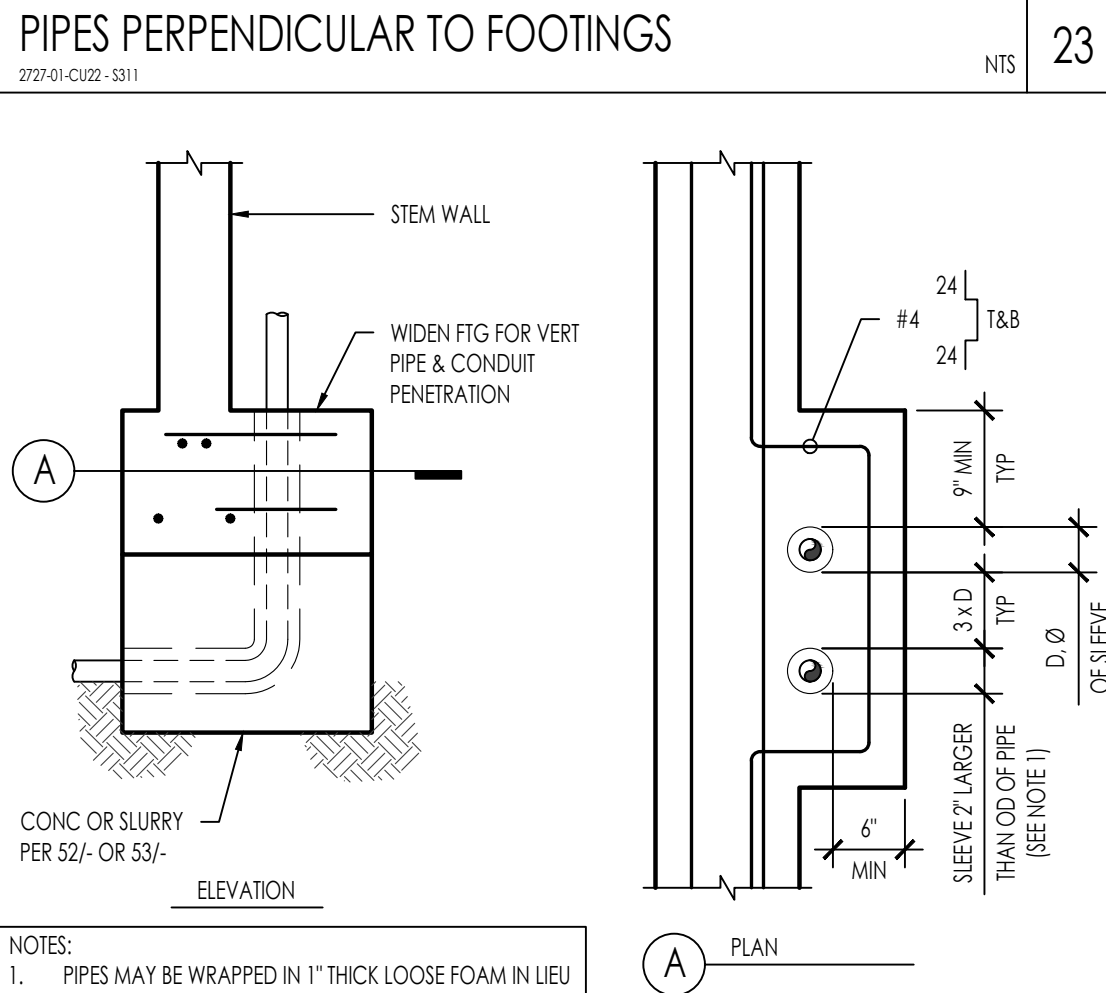 PIPES PERPENDICULAR TO FOOTINGS
2727-01-CU22 - S311
NTS
23
STEM WALL
WIDEN FTG FOR VERT
PIPE & CONDUIT
PENETRATION
A
CONC OR SLURRY
PER 52/- OR 53/-
ELEVATION
#4
24
24
T&B
9" MIN
TYP
3 x D
TYP
D, Ø
OF SLEEVE
SLEEVE 2" LARGER
THAN OD OF PIPE
(SEE NOTE 1)
6"
MIN
A
PLAN
NOTES:
1. PIPES MAY BE WRAPPED IN 1" THICK LOOSE FOAM IN LIEU